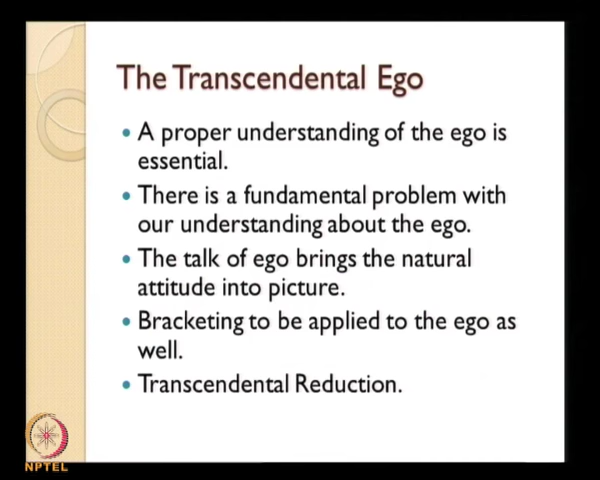 The Transcendental Ego
• A proper understanding of the ego is
essential.
• There is a fundamental problem with
our understanding about the ego.
• The talk of ego brings the natural
attitude into picture.
• Bracketing to be applied to the ego as
well.
• Transcendental Reduction.
NPTEL